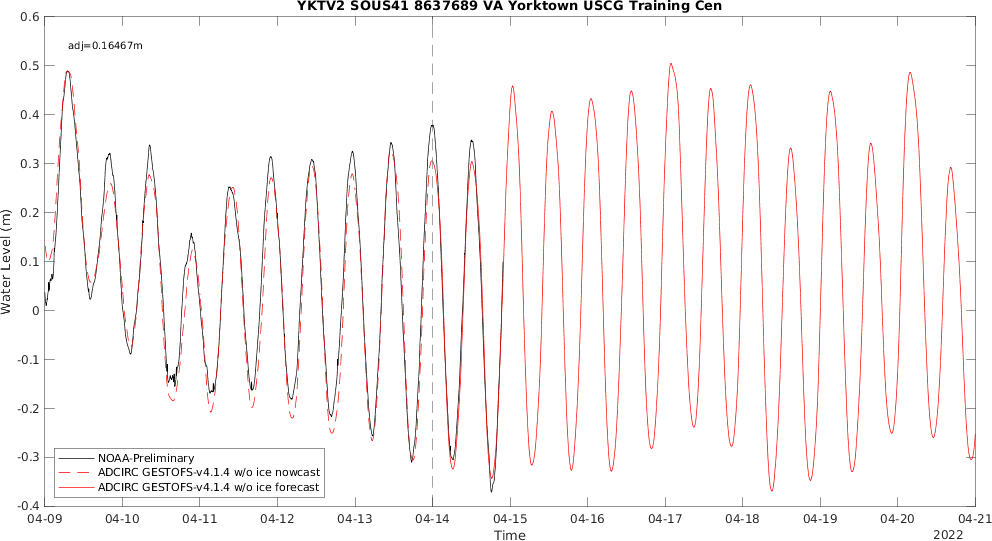 YKTV2 SOUS41 8637689 VA Yorktown USCG Training Cen
adj=0.16467m
0.6
0.5
0.4
0.3
0.2
0.1
0
-0.1
-0.2
-0.3
-0.4
Water Level (m)
NOAA-Preliminary
ADCIRC GESTOFS-v4.1.4 w/o ice nowcast
ADCIRC GESTOFS-v4.1.4 w/o ice forecast
04-09 04-10 04-11 04-12 04-13 04-14 04-15 04-16 04-17 04-18 04-19 04-20 04-21
Time
2022